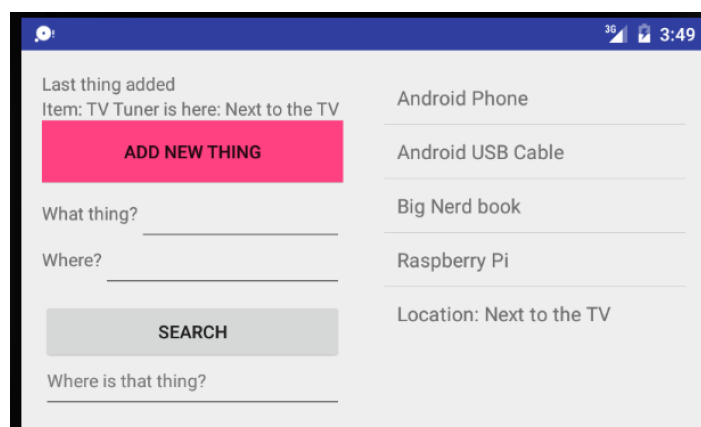 3G 3:49
Last thing added
Item: TV Tuner is here: Next to the TV
ADD NEW THING
What thing?
Where?
SEARCH
Where is that thing?
Android Phone
Android USB Cable
Big Nerd book
Raspberry Pi
Location: Next to the TV